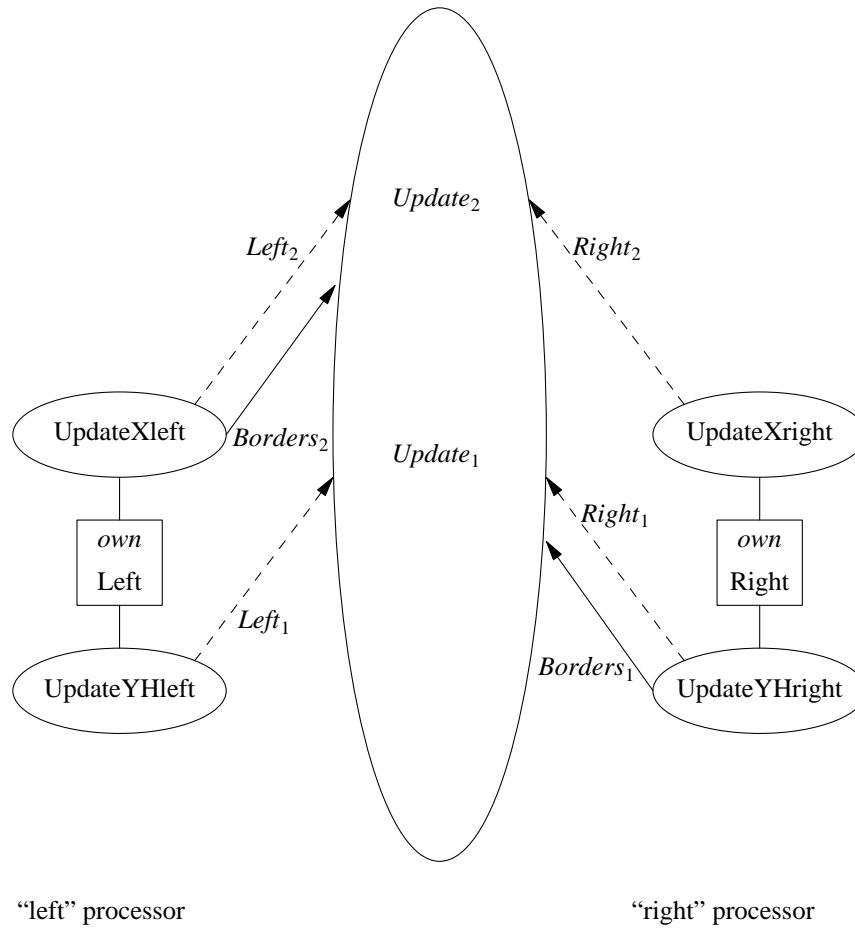 Update₂
Left₂
Right₂
UpdateXleft
UpdateXright
Borders₂
Update₁
own
Left
Right₁
own
Right
Left₁
Borders₁
UpdateYHleft
UpdateYHright
“left” processor
“right” processor